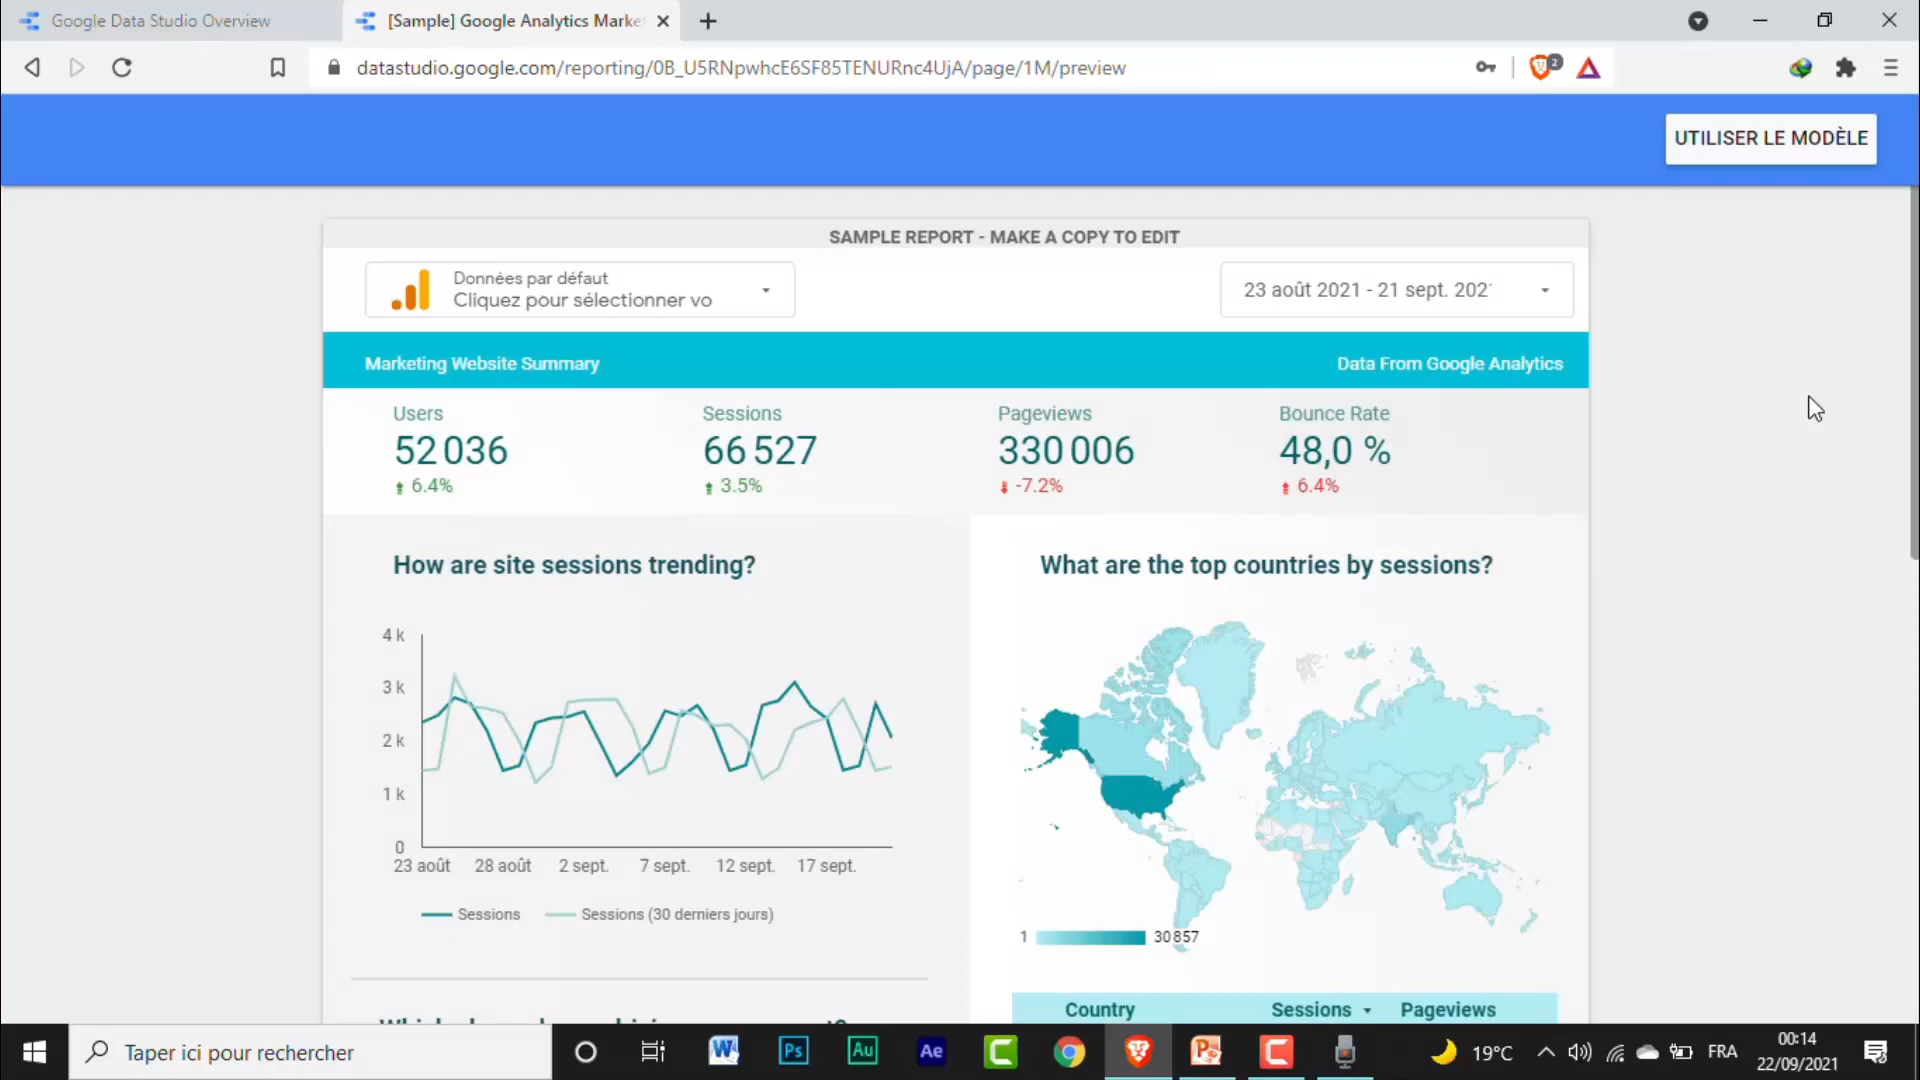 Google Data Studio Overview
[Sample] Google Analytics Marke
datastudio.google.com/reporting/0B_U5RNpwhcE6SF85TENURnc4UjA/page/1M/preview
2
UTILISER LE MODÈLE
SAMPLE REPORT - MAKE A COPY TO EDIT
Données par défaut
Cliquez pour sélectionner vo
23 août 2021 - 21 sept. 202
Marketing Website Summary
Data From Google Analytics
Users
Sessions
Pageviews
Bounce Rate
52 036
66 527
330 006
48,0 %
6.4%
3.5%
-7.2%
6.4%
How are site sessions trending?
4 k
3 k
2 k
1 k
0
23 août 28 août 2 sept. 7 sept. 12 sept. 17 sept.
Sessions Sessions (30 derniers jours)
What are the top countries by sessions?
1 30 857
Country Sessions Pageviews
Taper ici pour rechercher
Ps
Au
Ae
19°C
FRA
00:14
22/09/2021